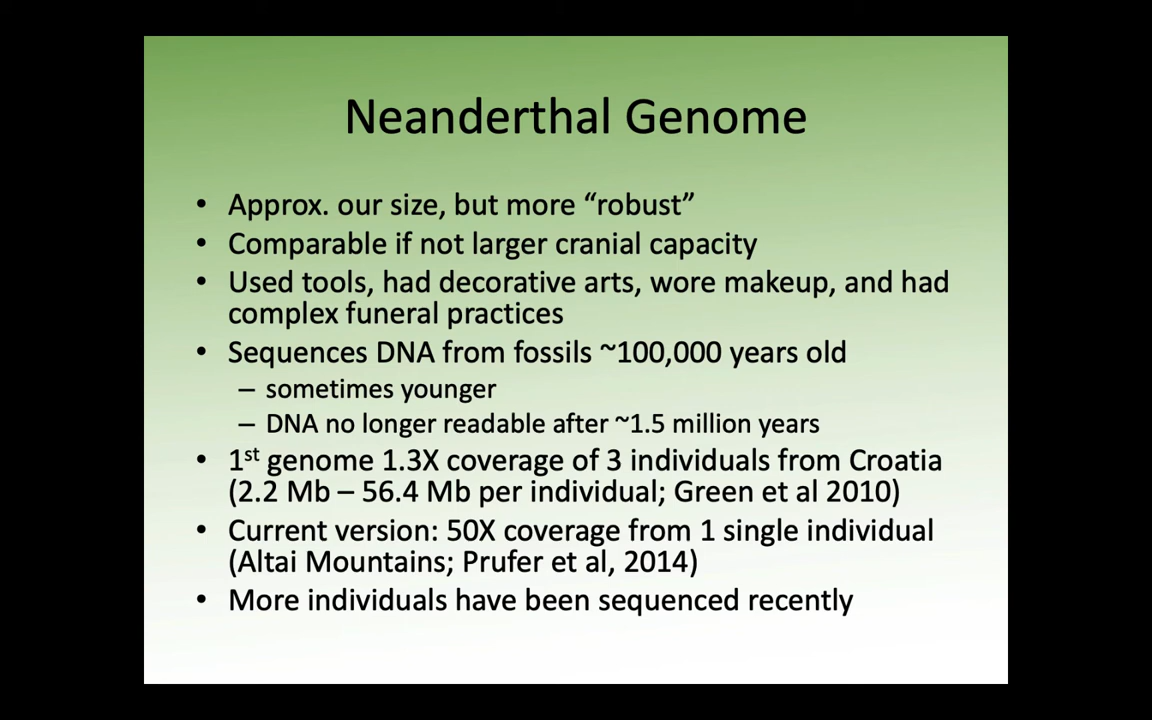 Neanderthal Genome
• Approx. our size, but more “robust”
• Comparable if not larger cranial capacity
• Used tools, had decorative arts, wore makeup, and had
complex funeral practices
• Sequences DNA from fossils ~100,000 years old
– sometimes younger
– DNA no longer readable after ~1.5 million years
• 1st genome 1.3X coverage of 3 individuals from Croatia
(2.2 Mb – 56.4 Mb per individual; Green et al 2010)
• Current version: 50X coverage from 1 single individual
(Altai Mountains; Prufer et al, 2014)
• More individuals have been sequenced recently